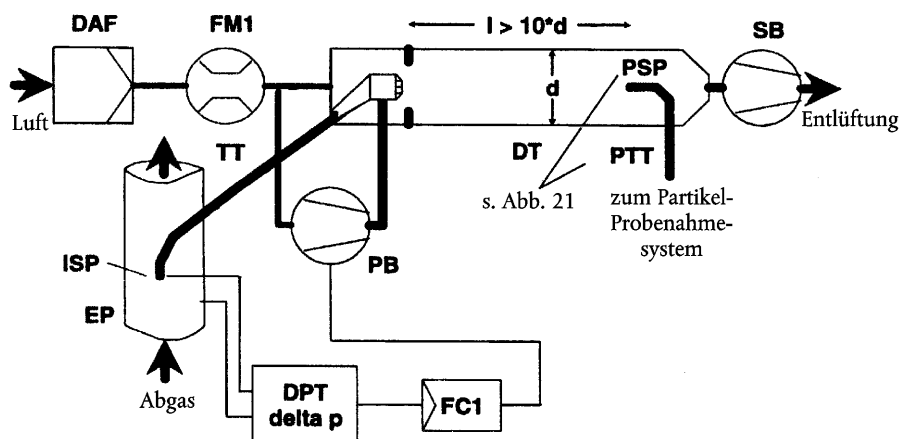 DAF
FM1
l > 10*d
SB
Luft
d
PSP
Entlüftung
TT
DT
PTT
s. Abb. 21
zum Partikel-
Probenahme-
system
ISP
PB
EP
Abgas
DPT
delta p
FC1